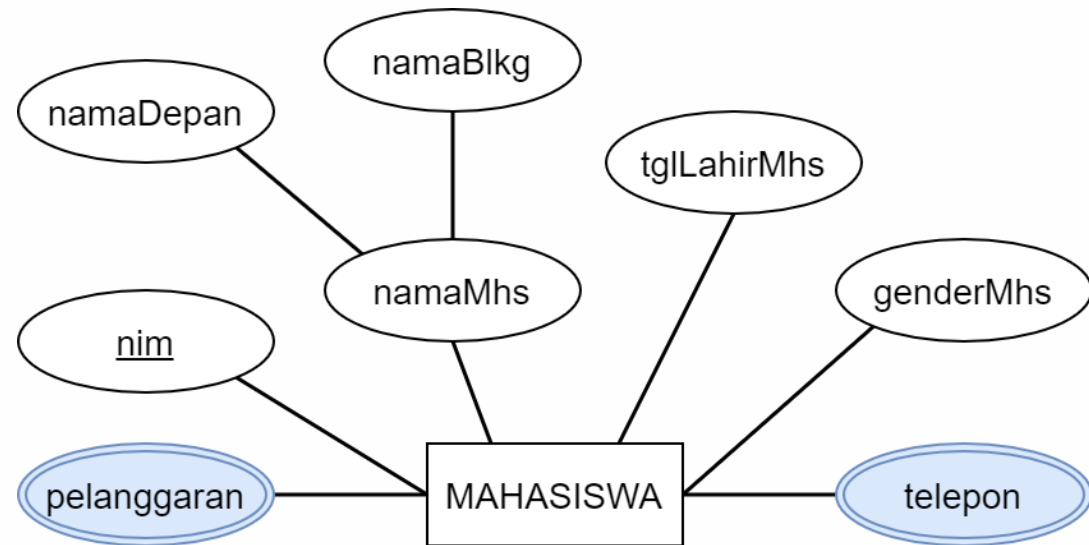 namaBlkg
namaDepan
tglLahirMhs
namaMhs
genderMhs
nim
pelanggaran
MAHASISWA
telepon